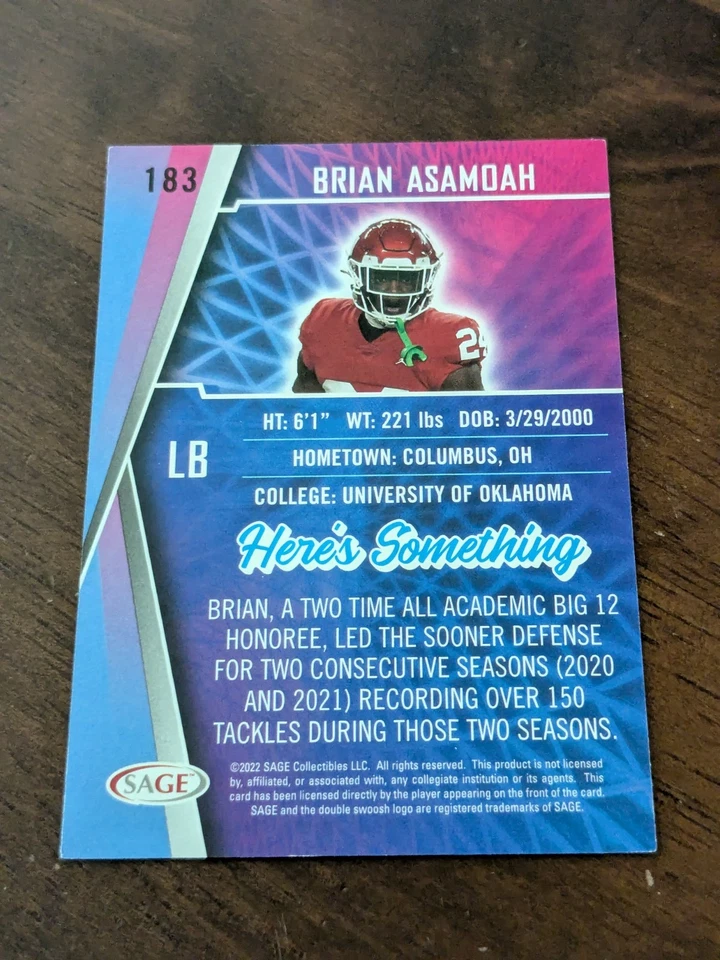 183
BRIAN ASAMOAH
24
HT: 6'1" WT: 221 lbs DOB: 3/29/2000
LB
HOMETOWN: COLUMBUS, OH
COLLEGE: UNIVERSITY OF OKLAHOMA
Here's Something
BRIAN, A TWO TIME ALL ACADEMIC BIG 12
HONOREE, LED THE SOONER DEFENSE
FOR TWO CONSECUTIVE SEASONS (2020
AND 2021) RECORDING OVER 150
TACKLES DURING THOSE TWO SEASONS.
©2022 SAGE Collectibles LLC. All rights reserved. This product is not licensed
by, affiliated, or associated with, any collegiate institution or its agents. This
card has been licensed directly by the player appearing on the front of the card.
SAGE and the double swoosh logo are registered trademarks of SAGE.
SAGE™